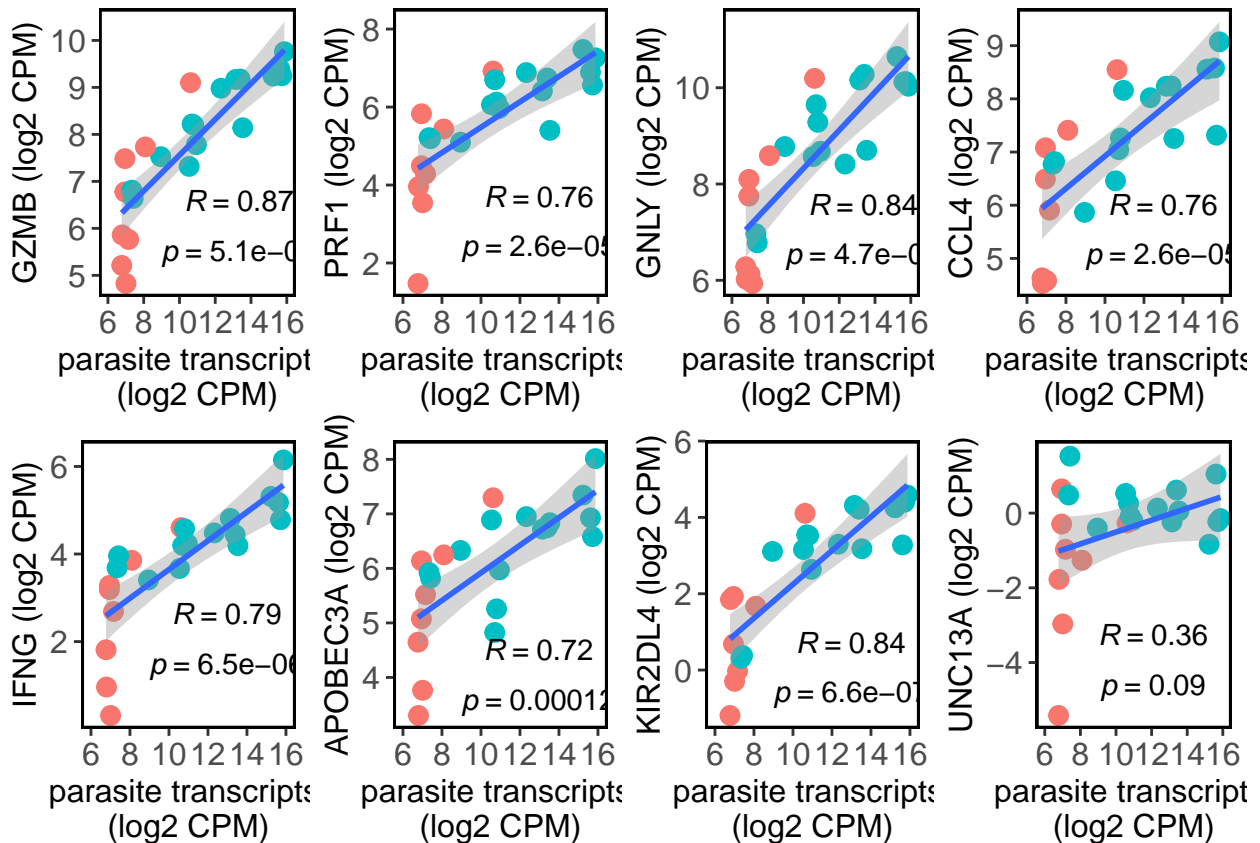 GZMB (log2 CPM)
10
9
8
7
6
5
R = 0.87
p = 5.1e−0
6 8 10 12 14 16
parasite transcripts
(log2 CPM)
PRF1 (log2 CPM)
8
6
4
2
R = 0.76
p = 2.6e−05
6 8 10 12 14 16
parasite transcripts
(log2 CPM)
GNLY (log2 CPM)
10
8
6
R = 0.84
p = 4.7e−0
6 8 10 12 14 16
parasite transcripts
(log2 CPM)
CCL4 (log2 CPM)
9
8
7
6
5
R = 0.76
p = 2.6e−05
6 8 10 12 14 16
parasite transcripts
(log2 CPM)
IFNG (log2 CPM)
6
4
2
R = 0.79
p = 6.5e−06
6 8 10 12 14 16
parasite transcripts
(log2 CPM)
APOBEC3A (log2 CPM)
8
7
6
5
4
R = 0.72
p = 0.00012
6 8 10 12 14 16
parasite transcripts
(log2 CPM)
KIR2DL4 (log2 CPM)
6
4
2
0
R = 0.84
p = 6.6e−07
6 8 10 12 14 16
parasite transcripts
(log2 CPM)
UNC13A (log2 CPM)
0
−2
−4
R = 0.36
p = 0.09
6 8 10 12 14 16
parasite transcripts
(log2 CPM)